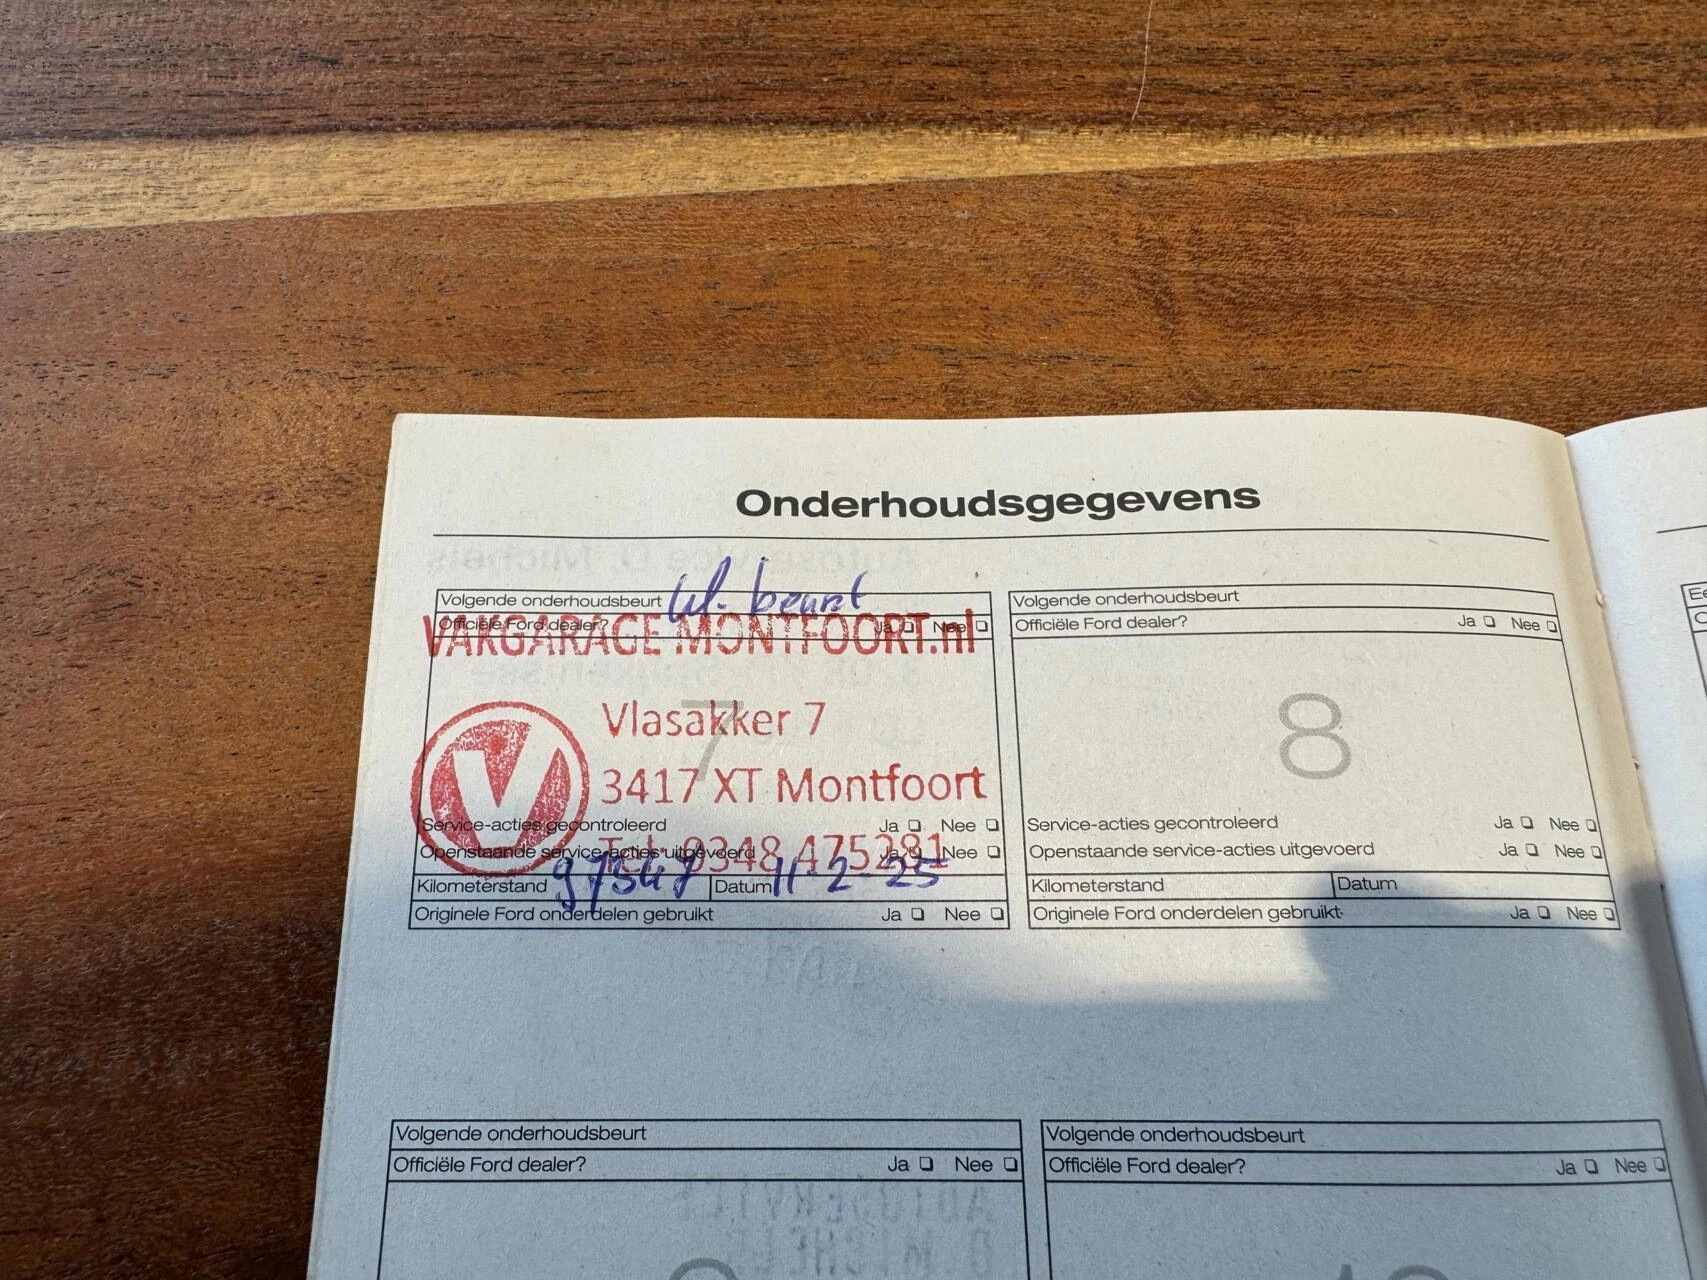 Onderhoudsgegevens
Volgende onderhoudsbeurt beurt
Officiële Ford dealer? Ja Nee
VAKGARAGE MONTFOORT.nl
7
Vlasakker 7
3417 XT Montfoort
Tel: 0348 475281
Service-acties gecontroleerd Ja Nee
Openstaande service-acties uitgevoerd Ja Nee
Kilometerstand Datum 11-2-25
Originele Ford onderdelen gebruikt Ja Nee
Volgende onderhoudsbeurt
Officiële Ford dealer? Ja Nee
8
Service-acties gecontroleerd Ja Nee
Openstaande service-acties uitgevoerd Ja Nee
Kilometerstand Datum
Originele Ford onderdelen gebruikt Ja Nee
Volgende onderhoudsbeurt
Officiële Ford dealer? Ja Nee
Volgende onderhoudsbeurt
Officiële Ford dealer? Ja Nee